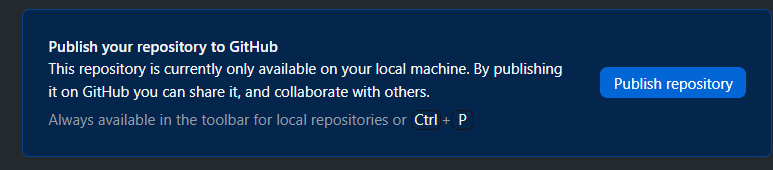 Publish your repository to GitHub
This repository is currently only available on your local machine. By publishing
it on GitHub you can share it, and collaborate with others.
Publish repository
Always available in the toolbar for local repositories or Ctrl + P